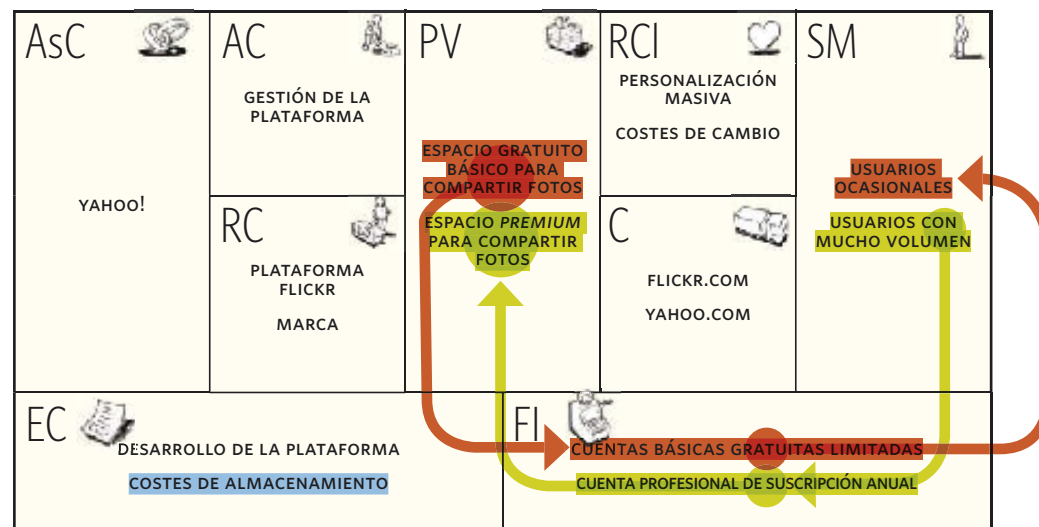 AsC
YAHOO!
AC
GESTIÓN DE LA
PLATAFORMA
RC
PLATAFORMA
FLICKR
MARCA
PV
ESPACIO GRATUITO
BÁSICO PARA
COMPARTIR FOTOS
ESPACIO PREMIUM
PARA COMPARTIR
FOTOS
RCl
PERSONALIZACIÓN
MASIVA
COSTES DE CAMBIO
C
FLICKR.COM
YAHOO.COM
SM
USUARIOS
OCASIONALES
USUARIOS CON
MUCHO VOLUMEN
EC
DESARROLLO DE LA PLATAFORMA
COSTES DE ALMACENAMIENTO
FI
CUENTAS BÁSICAS GRATUITAS LIMITADAS
CUENTA PROFESIONAL DE SUSCRIPCIÓN ANUAL